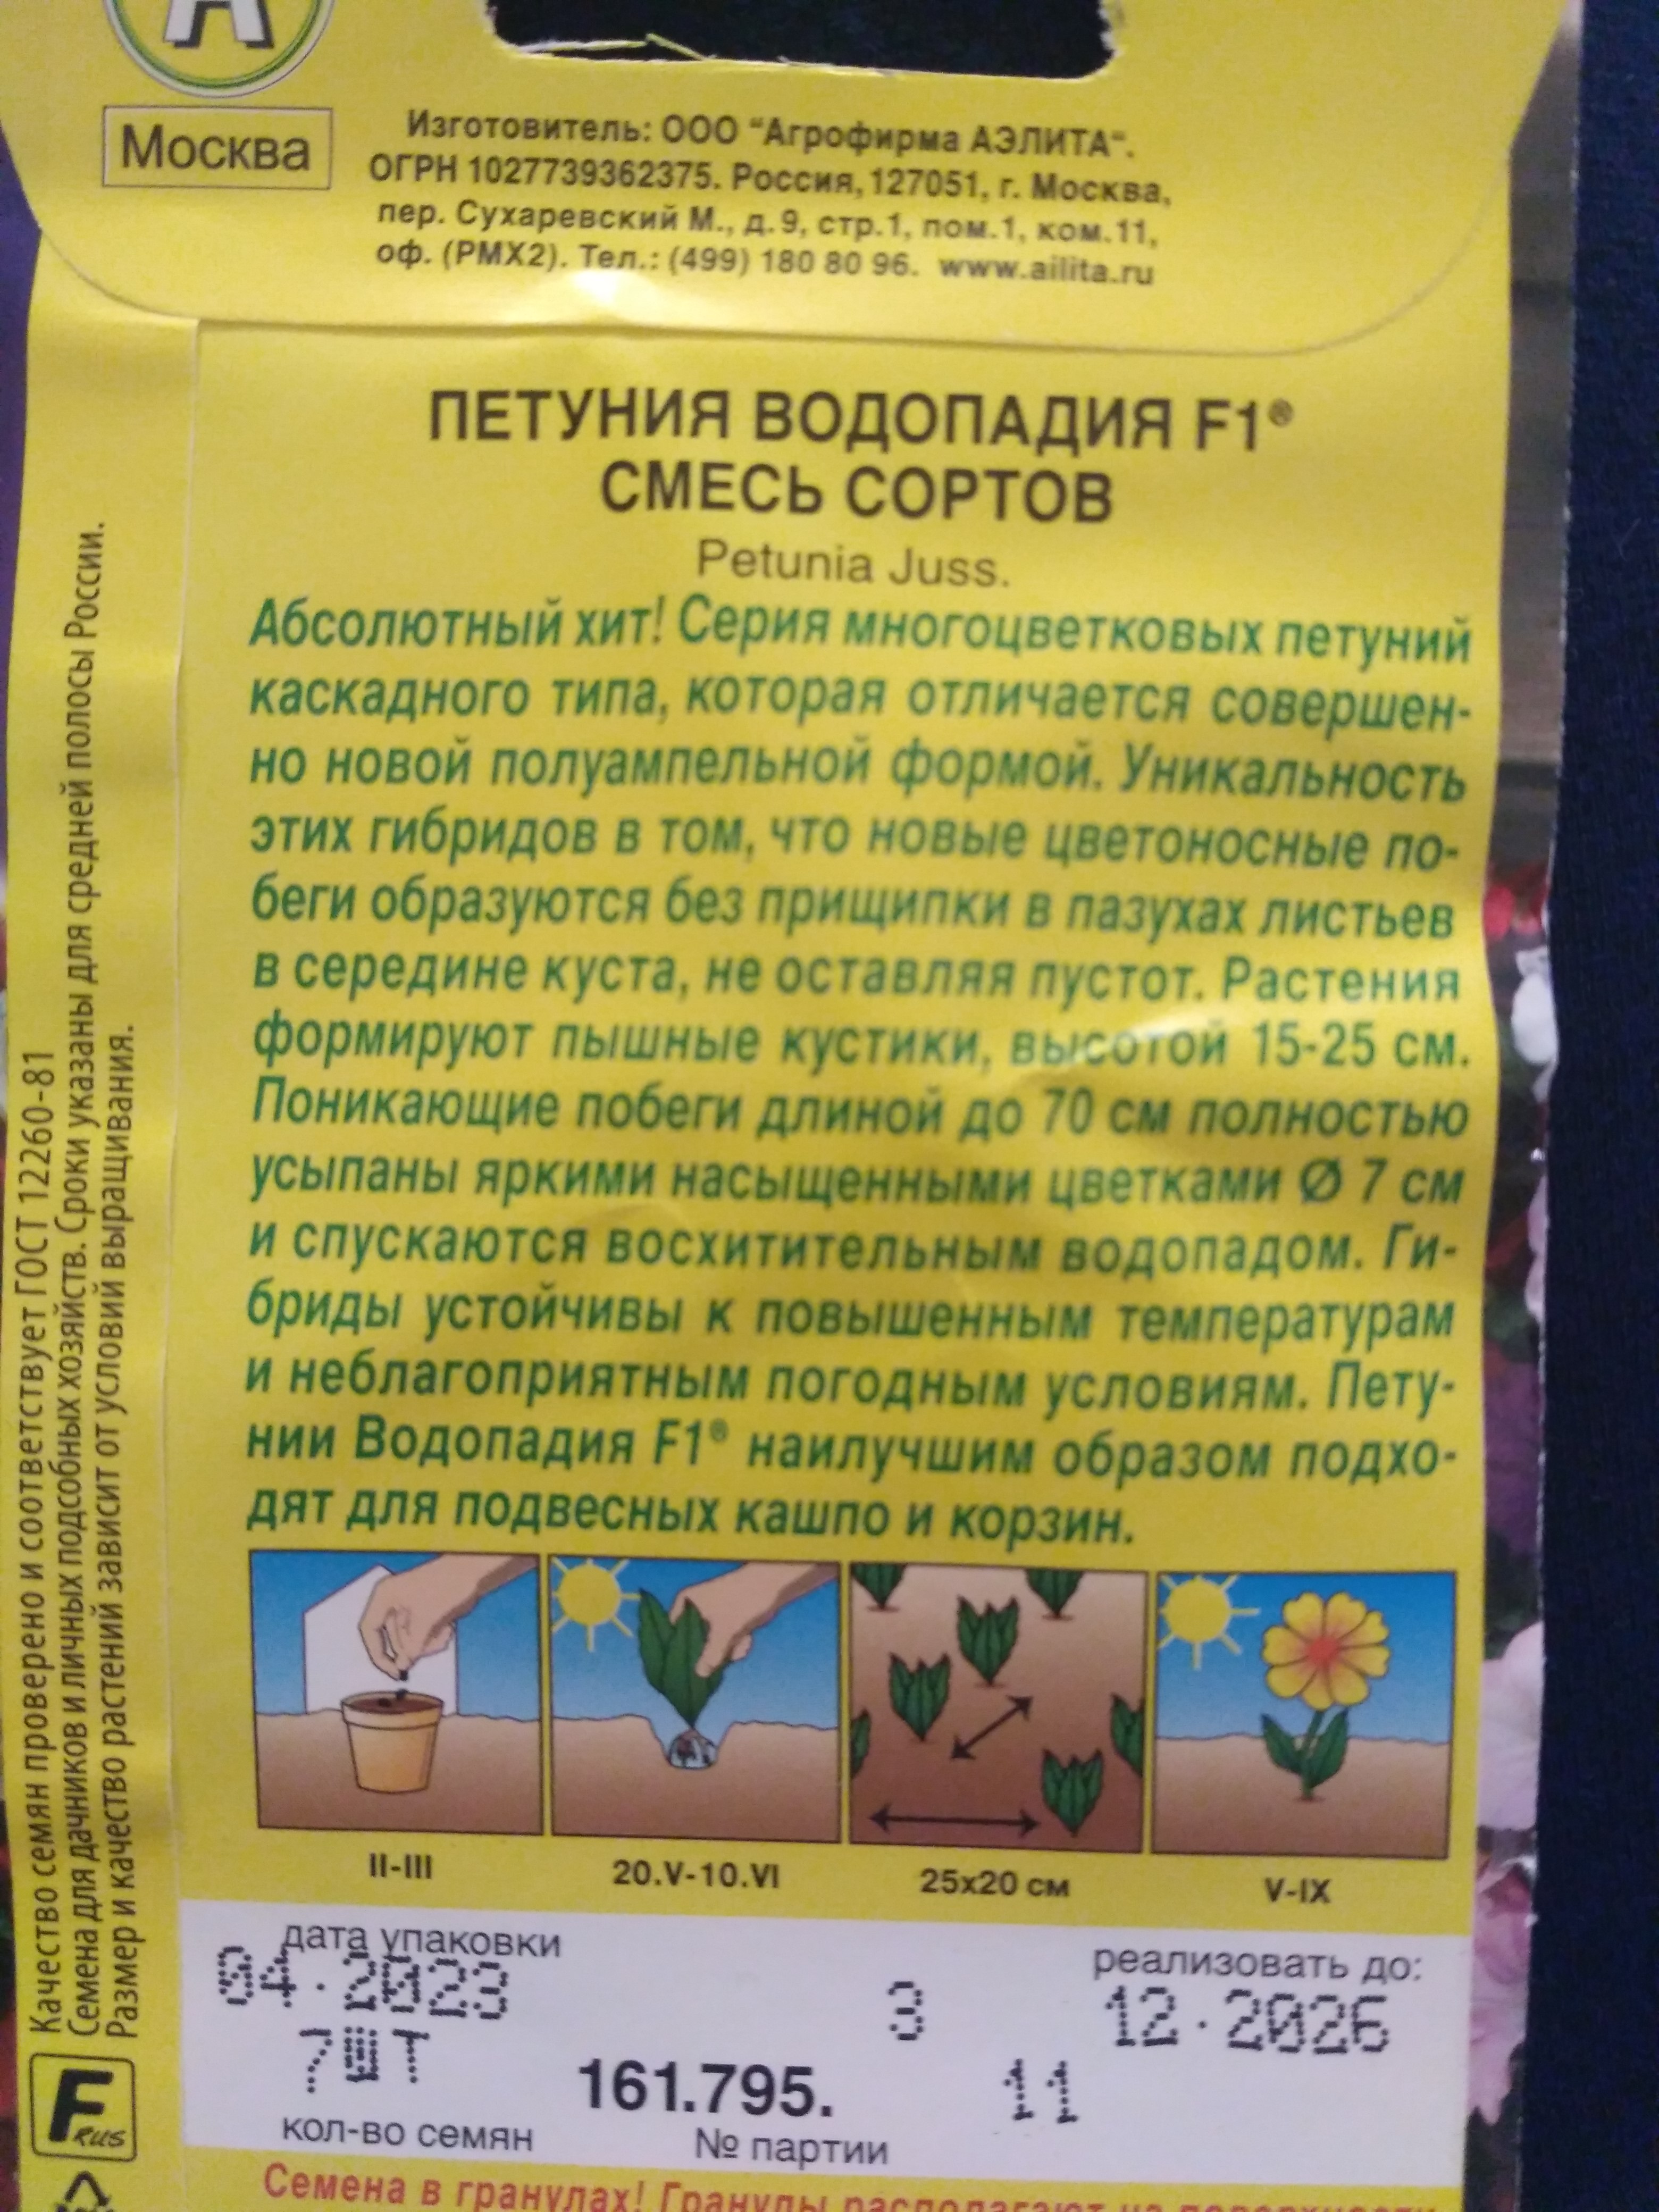 А
Москва
Изготовитель: ООО "Агрофирма АЭЛИТА".
ОГРН 1027739362375. Россия, 127051, г. Москва,
пер. Сухаревский М., д.9, стр.1, пом.1, ком.11,
оф. (РМХ2). Тел.: (499) 180 80 96. www.ailita.ru
ПЕТУНИЯ ВОДОПАДИЯ F1®
СМЕСЬ СОРТОВ
Petunia Juss.
Абсолютный хит! Серия многоцветковых петуний
каскадного типа, которая отличается совершен-
но новой полуампельной формой. Уникальность
этих гибридов в том, что новые цветоносные по-
беги образуются без прищипки в пазухах листьев
в середине куста, не оставляя пустот. Растения
формируют пышные кустики, высотой 15-25 см.
Поникающие побеги длиной до 70 см полностью
усыпаны яркими насыщенными цветками Ø 7 см
и спускаются восхитительным водопадом. Ги-
бриды устойчивы к повышенным температурам
и неблагоприятным погодным условиям. Пету-
нии Водопадия F1® наилучшим образом подхо-
дят для подвесных кашпо и корзин.
II-III
20.V-10.VI
25x20 см
V-IX
дата упаковки
реализовать до:
04.2023
3
12.2026
161.795.
11
кол-во семян
№ партии
Семена в гранулах! Гранулы располагают на поверхности
Качество семян проверено и соответствует ГОСТ 12260-81
Семена для дачников и личных подсобных хозяйств. Сроки указаны для средней полосы России.
Размер и качество растений зависит от условий выращивания.
F
RUS